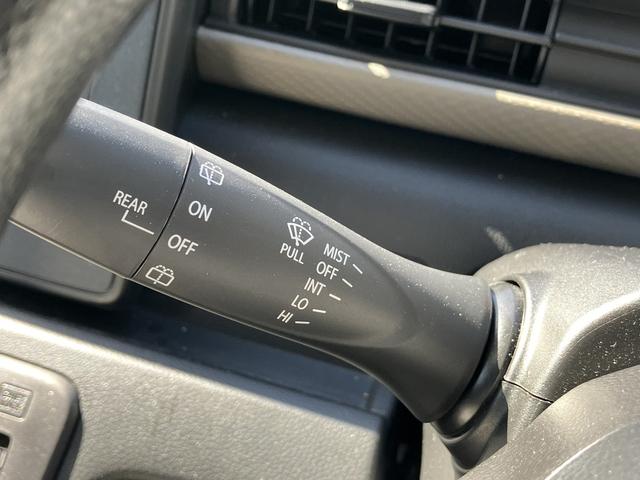 REAR
ON
OFF
PULL
MIST
OFF
INT
LO
HI